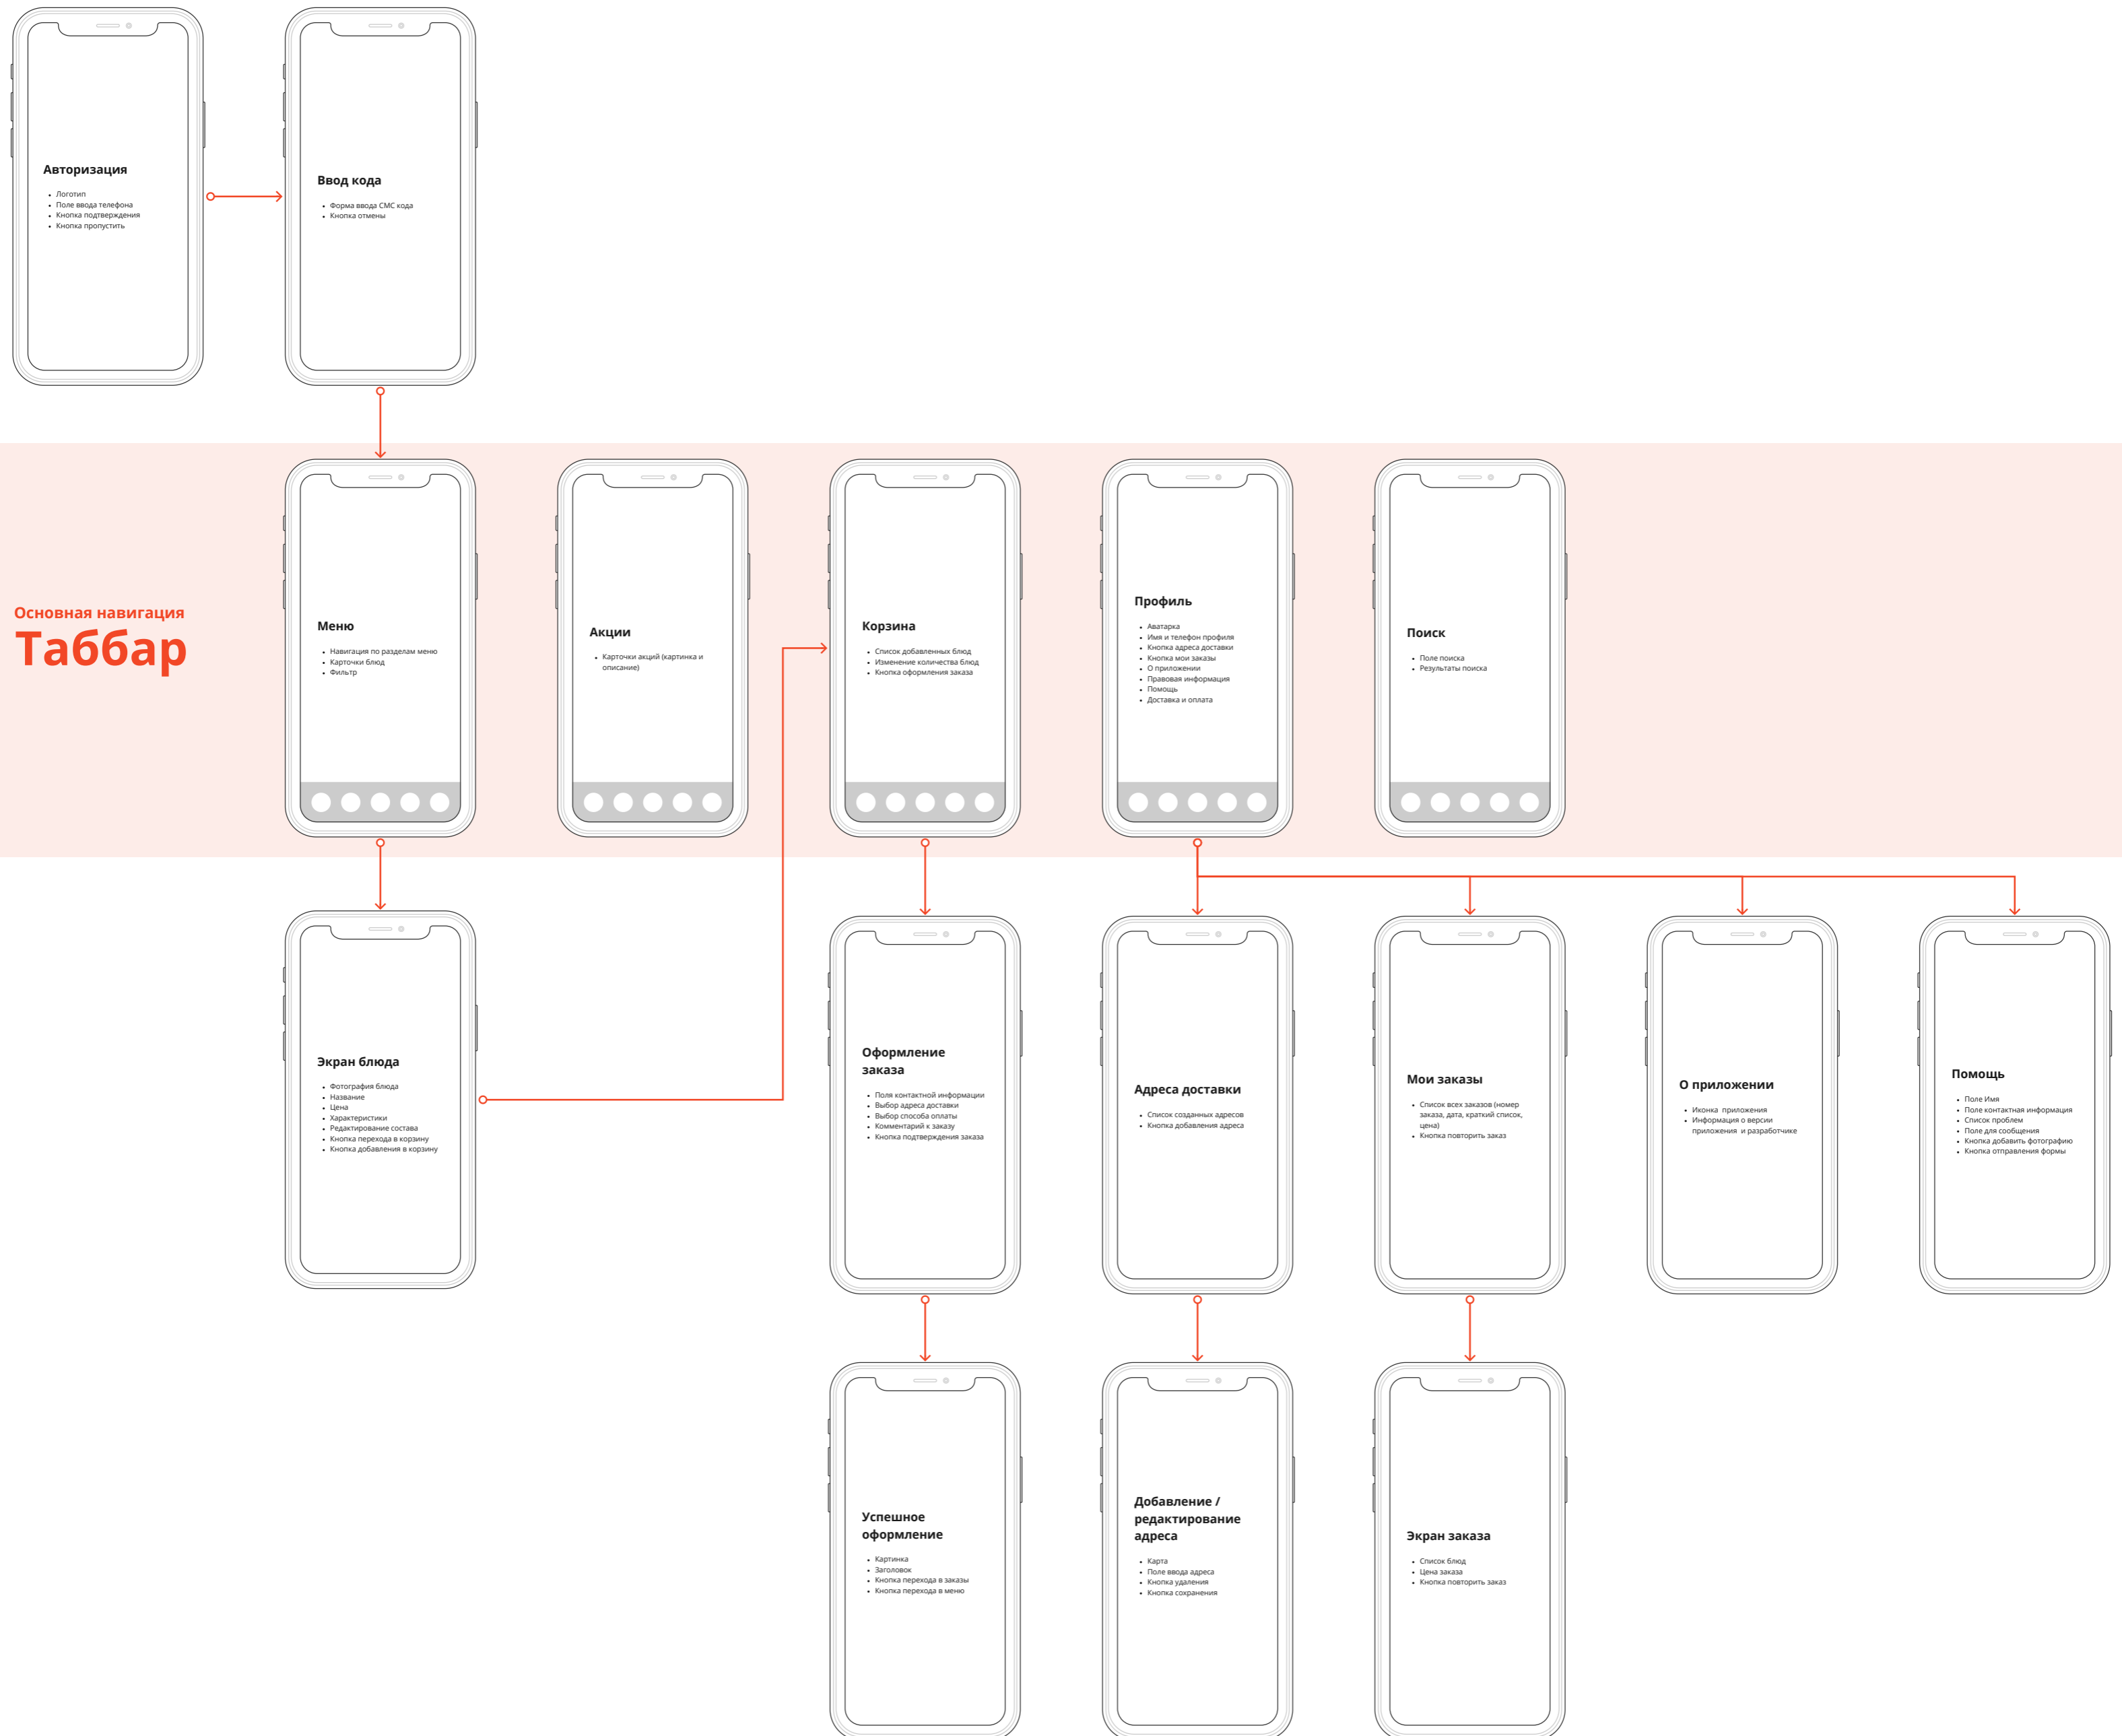 Авторизация
Логотип
Поле ввода телефона
Кнопка подтверждения
Кнопка пропустить
Ввод кода
Форма ввода СМС кода
Кнопка отмены
Основная навигация
Таббар
Меню
Навигация по разделам меню
Карточки блюд
Фильтр
Акции
Карточки акций (картинка и
описание)
Корзина
Список добавленных блюд
Изменение количества блюд
Кнопка оформления заказа
Профиль
Аватарка
Имя и телефон профиля
Кнопка адреса доставки
Кнопка мои заказы
О приложении
Правовая информация
Помощь
Доставка и оплата
Поиск
Поле поиска
Результаты поиска
Экран блюда
Фотография блюда
Название
Цена
Характеристики
Редактирование состава
Кнопка перехода в корзину
Кнопка добавления в корзину
Оформление
заказа
Поля контактной информации
Выбор адреса доставки
Выбор способа оплаты
Комментарий к заказу
Кнопка подтверждения заказа
Адреса доставки
Список созданных адресов
Кнопка добавления адреса
Мои заказы
Список всех заказов (номер
заказа, дата, краткий список,
цена)
Кнопка повторить заказ
О приложении
Иконка приложения
Информация о версии
приложения и разработчике
Помощь
Поле Имя
Поле контактная информация
Список проблем
Поле для сообщения
Кнопка добавить фотографию
Кнопка отправления формы
Успешное
оформление
Картинка
Заголовок
Кнопка перехода в заказы
Кнопка перехода в меню
Добавление /
редактирование
адреса
Карта
Поле ввода адреса
Кнопка удаления
Кнопка сохранения
Экран заказа
Список блюд
Цена заказа
Кнопка повторить заказ